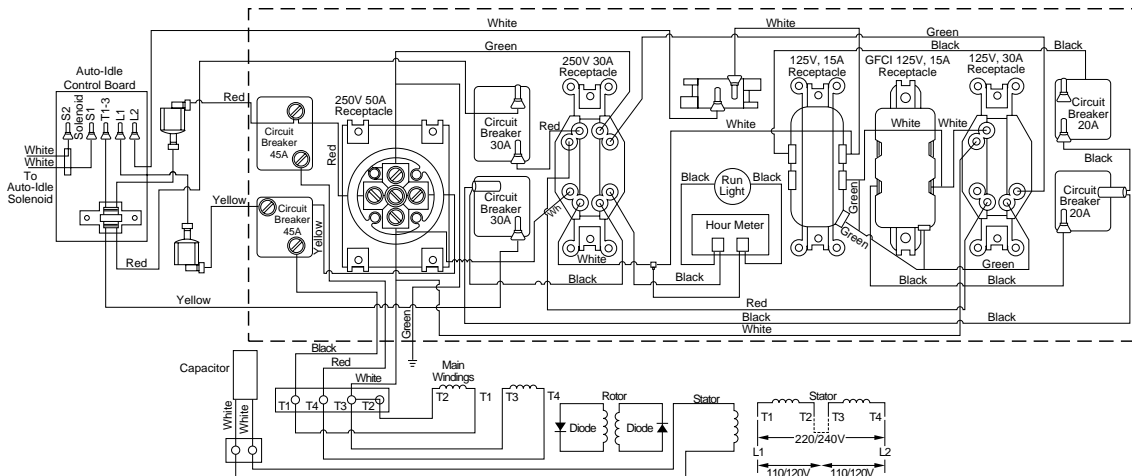 White
Green
Green
Black
Black
Auto-Idle
Control Board
S2
Solenoid
S1
T1-3
L1
L2
Red
White
White
To
Auto-Idle
Solenoid
Yellow
Red
Yellow
Circuit
Breaker
45A
Circuit
Breaker
45A
Red
Yellow
250V 50A
Receptacle
Circuit
Breaker
30A
Circuit
Breaker
30A
250V 30A
Receptacle
Red
Wh
White
Black
White
Black
Run
Light
Black
Hour Meter
Black
125V, 15A
Receptacle
GFCI 125V, 15A
Receptacle
125V, 30A
Receptacle
White
White
Green
Green
Green
Black
Black
Circuit
Breaker
20A
Black
Circuit
Breaker
20A
Red
Black
Black
White
Green
Black
Red
White
Capacitor
White
White
T1
T4
T3
T2
Main
Windings
T2
T1
T3
T4
Rotor
Diode
Diode
Stator
Stator
T1
T2
T3
T4
220/240V
L1
L2
110/120V
110/120V